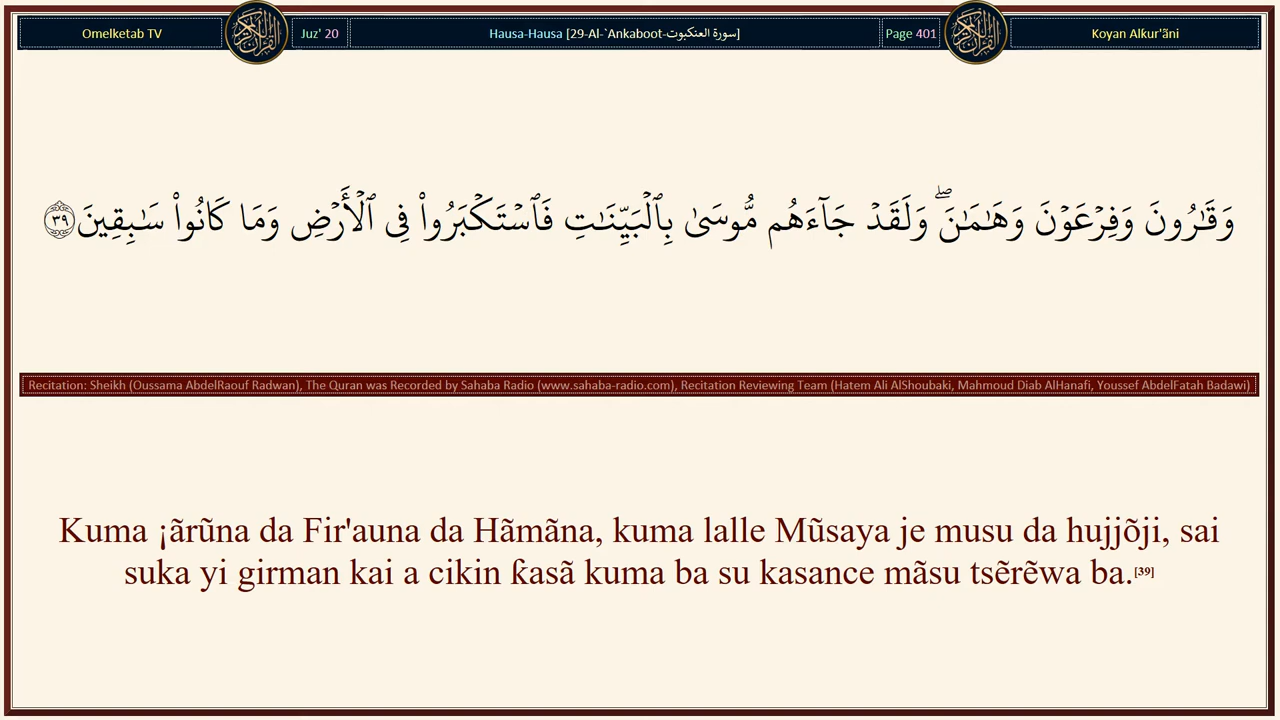 Omelketab TV
Juz' 20
Hausa-Hausa [29-Al-`Ankaboot-سورة العنكبوت]
Page 401
Koyan Alƙur'ãni
وَقَٰرُونَ وَفِرۡعَوۡنَ وَهَٰمَٰنَۖ وَلَقَدۡ جَآءَهُم مُّوسَىٰ بِٱلۡبَيِّنَٰتِ فَٱسۡتَكۡبَرُواْ فِي ٱلۡأَرۡضِ وَمَا كَانُواْ سَٰبِقِينَ ٣٩
Recitation: Sheikh (Oussama AbdelRaouf Radwan), The Quran was Recorded by Sahaba Radio (www.sahaba-radio.com), Recitation Reviewing Team (Hatem Ali AlShoubaki, Mahmoud Diab AlHanafi, Youssef AbdelFatah Badawi)
Kuma ¡ãrũna da Fir'auna da Hãmãna, kuma lalle Mũsaya je musu da hujjõji, sai
suka yi girman kai a cikin ƙasã kuma ba su kasance mãsu tsẽrẽwa ba.[39]